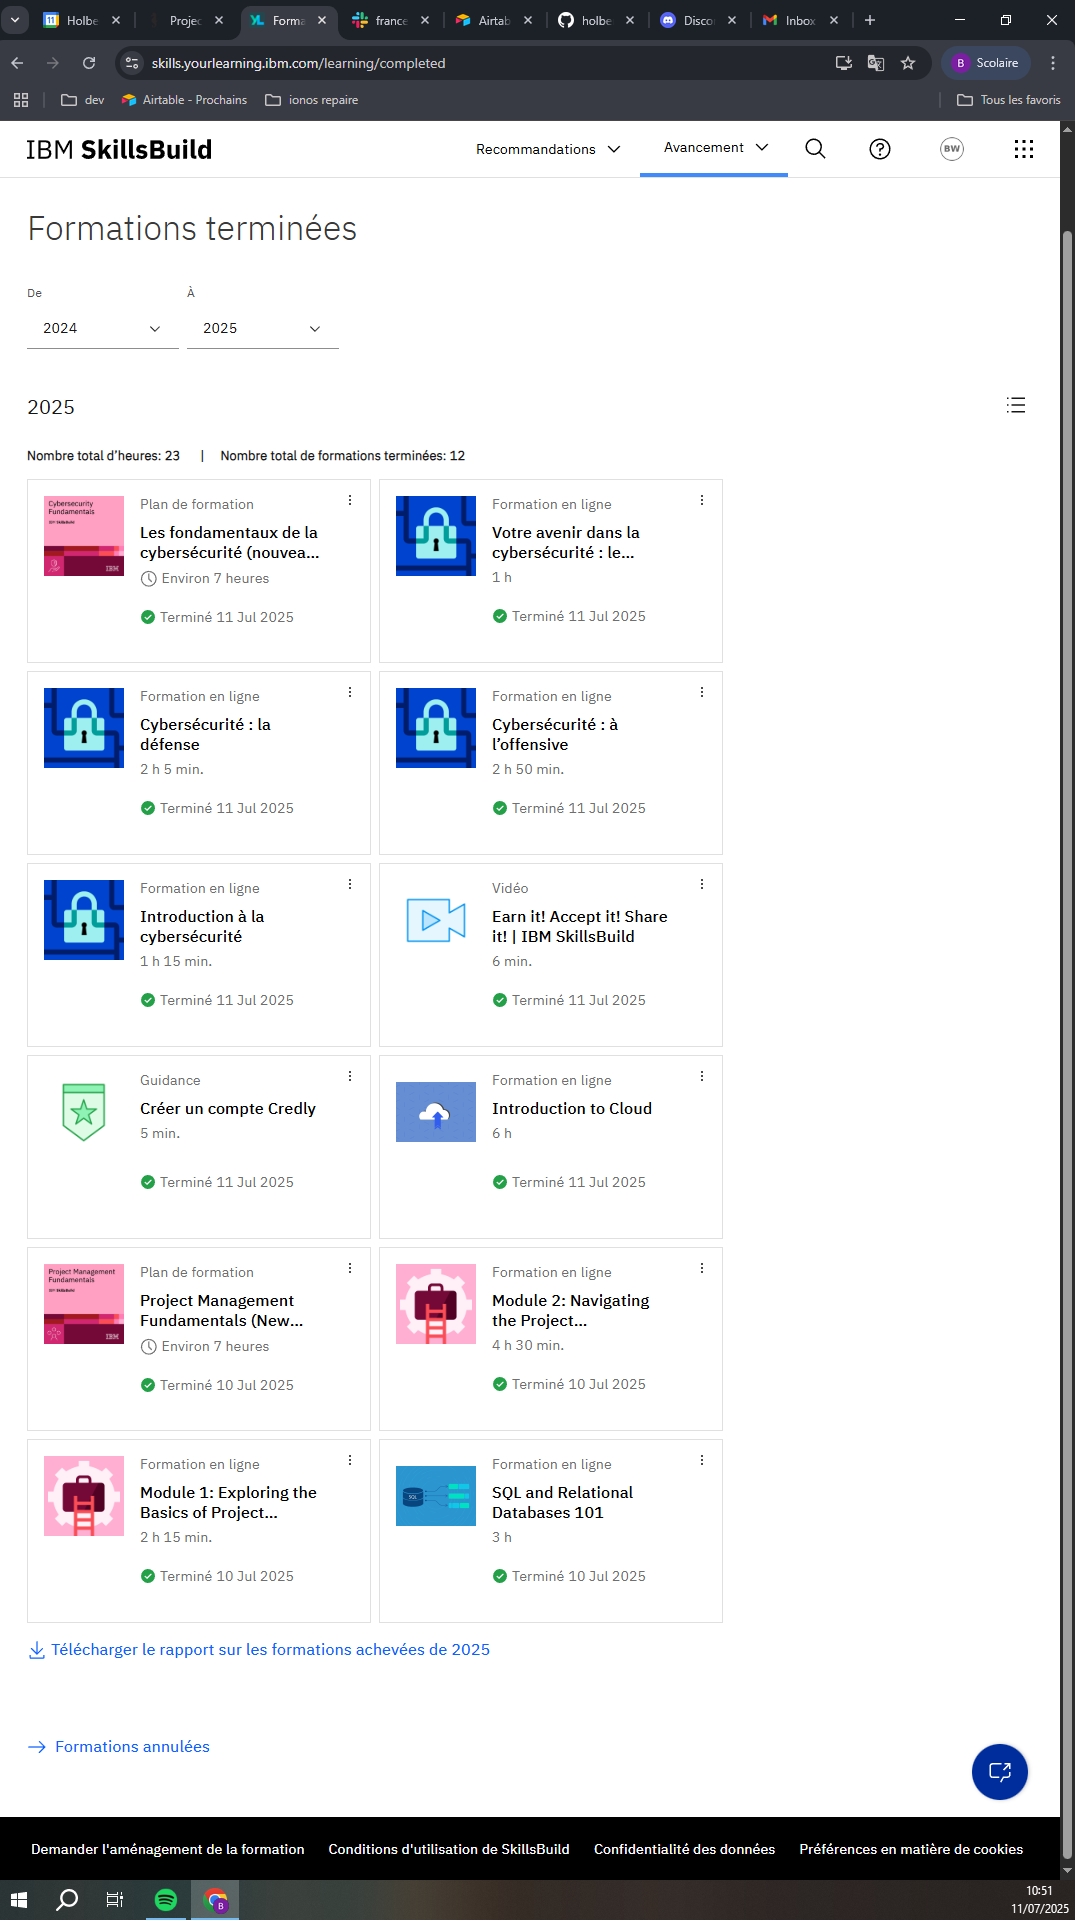 Holbe
Projec
Forma
france
Airtab
holbe
Disco
Inbox
skills.yourlearning.ibm.com/learning/completed
B
Scolaire
dev
Airtable - Prochains
ionos repaire
Tous les favoris
IBM SkillsBuild
Recommandations
Avancement
BW
Formations terminées
De
À
2024
2025
2025
Nombre total d’heures: 23 | Nombre total de formations terminées: 12
Cybersecurity
Fundamentals
IBM SkillsBuild
IBM
Plan de formation
Les fondamentaux de la
cybersécurité (nouvea...
Environ 7 heures
Terminé 11 Jul 2025
Formation en ligne
Votre avenir dans la
cybersécurité : le...
1 h
Terminé 11 Jul 2025
Formation en ligne
Cybersécurité : la
défense
2 h 5 min.
Terminé 11 Jul 2025
Formation en ligne
Cybersécurité : à
l’offensive
2 h 50 min.
Terminé 11 Jul 2025
Formation en ligne
Introduction à la
cybersécurité
1 h 15 min.
Terminé 11 Jul 2025
Vidéo
Earn it! Accept it! Share
it! | IBM SkillsBuild
6 min.
Terminé 11 Jul 2025
Guidance
Créer un compte Credly
5 min.
Terminé 11 Jul 2025
Formation en ligne
Introduction to Cloud
6 h
Terminé 11 Jul 2025
Project Management
Fundamentals
IBM SkillsBuild
IBM
Plan de formation
Project Management
Fundamentals (New...
Environ 7 heures
Terminé 10 Jul 2025
Formation en ligne
Module 2: Navigating
the Project...
4 h 30 min.
Terminé 10 Jul 2025
Formation en ligne
Module 1: Exploring the
Basics of Project...
2 h 15 min.
Terminé 10 Jul 2025
SQL
Formation en ligne
SQL and Relational
Databases 101
3 h
Terminé 10 Jul 2025
Télécharger le rapport sur les formations achevées de 2025
Formations annulées
Demander l'aménagement de la formation
Conditions d'utilisation de SkillsBuild
Confidentialité des données
Préférences en matière de cookies
B
10:51
11/07/2025